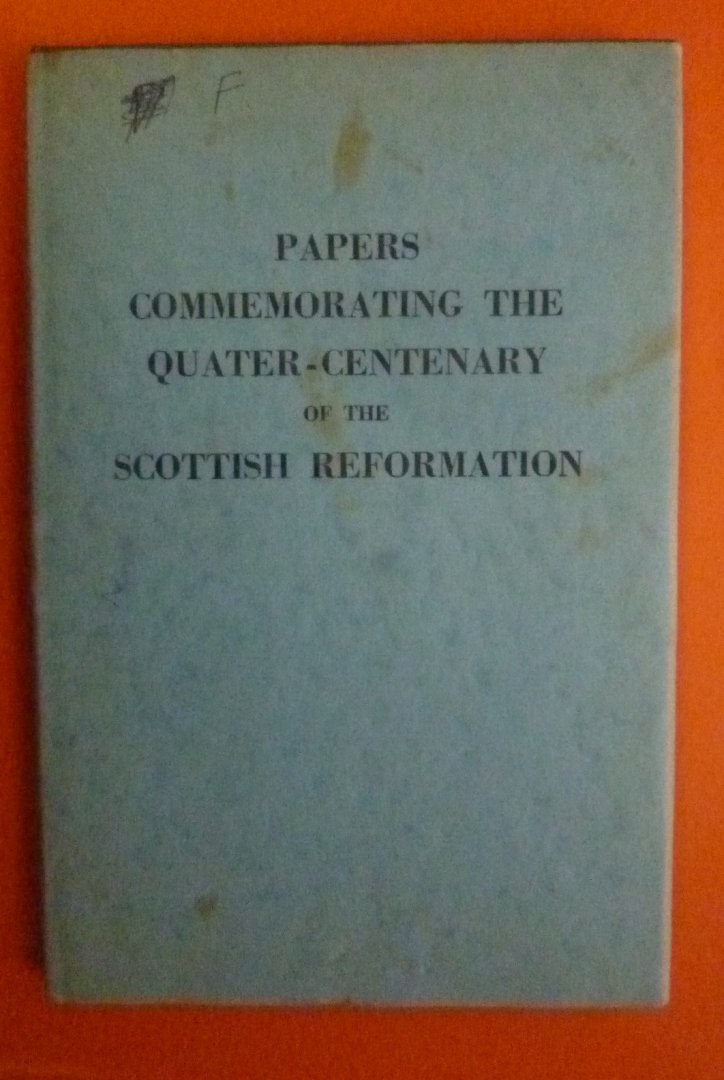 F
PAPERS
COMMEMORATING THE
QUATER-CENTENARY
OF THE
SCOTTISH REFORMATION